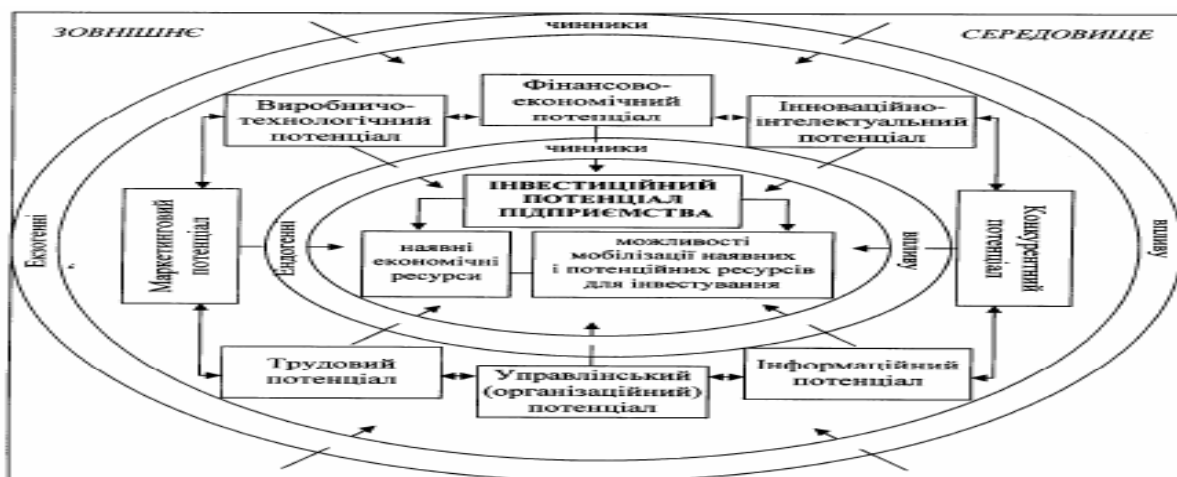 ЗОВНІШНЄ
чинники
СЕРЕДОВИЩЕ
Фінансово-
економічний
потенціал
Виробничо-
технологічний
потенціал
Інноваційно-
інтелектуальний
потенціал
чинники
ІНВЕСТИЦІЙНИЙ
ПОТЕНЦІАЛ
ПІДПРИЄМСТВА
Екзогенні
Маркетинговий
потенціал
Ендогенні
наявні
економічні
ресурси
можливості
мобілізації наявних
і потенційних ресурсів
для інвестування
впливу
Конкурентний
потенціал
впливу
Трудовий
потенціал
Управлінський
(організаційний)
потенціал
Інформаційний
потенціал